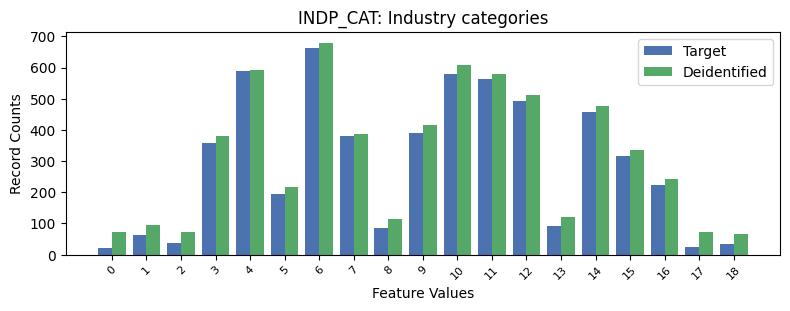 INDP_CAT: Industry categories
700
600
500
400
300
200
100
0
Record Counts
Target
Deidentified
0 1 2 3 4 5 6 7 8 9 10 11 12 13 14 15 16 17 18
Feature Values